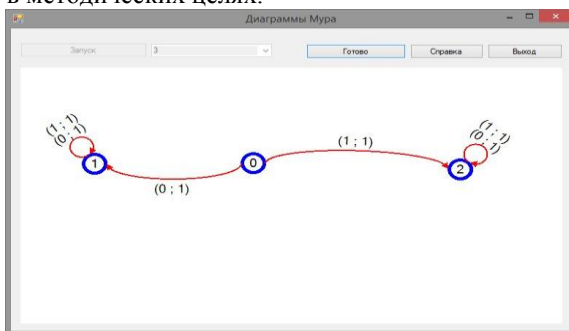 в методических целях.
Диаграммы Мура
Запуск 3 Готово Справка Выход
(1 ; 1)
(0 ; 1)
1
(0 ; 1)
0
(1 ; 1)
(1 ; 1)
(0 ; 1)
2